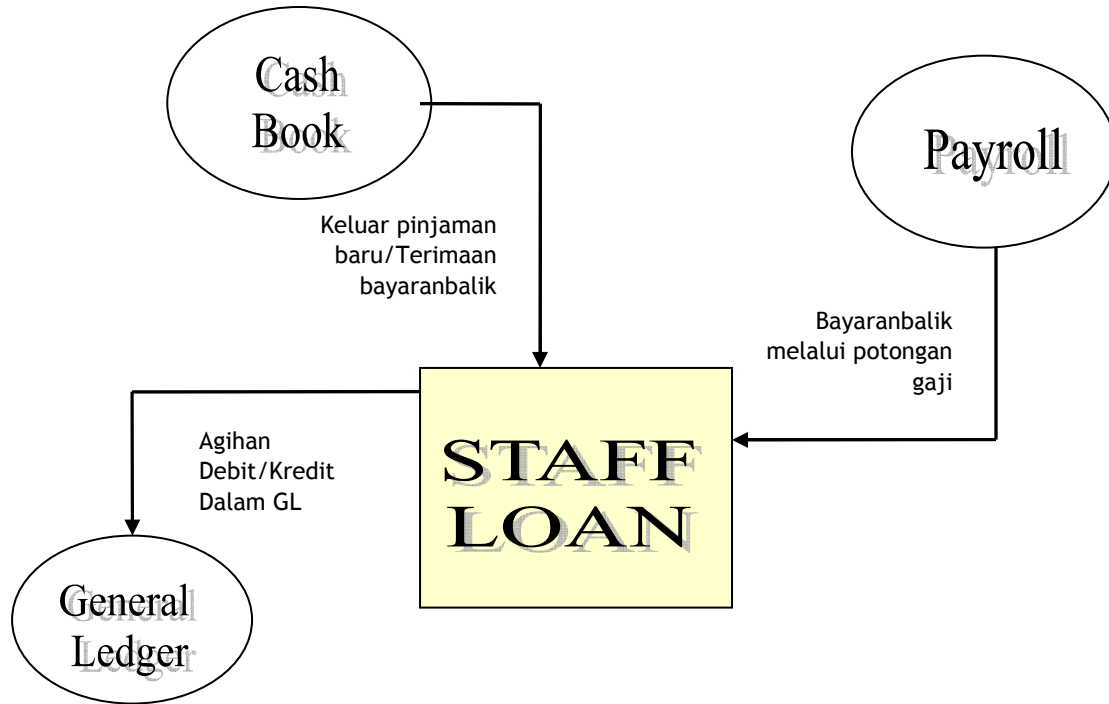 Cash
Book
Payroll
Keluar pinjaman
baru/Terimaan
bayaranbalik
Bayaranbalik
melalui potongan
gaji
STAFF
LOAN
Agihan
Debit/Kredit
Dalam GL
General
Ledger